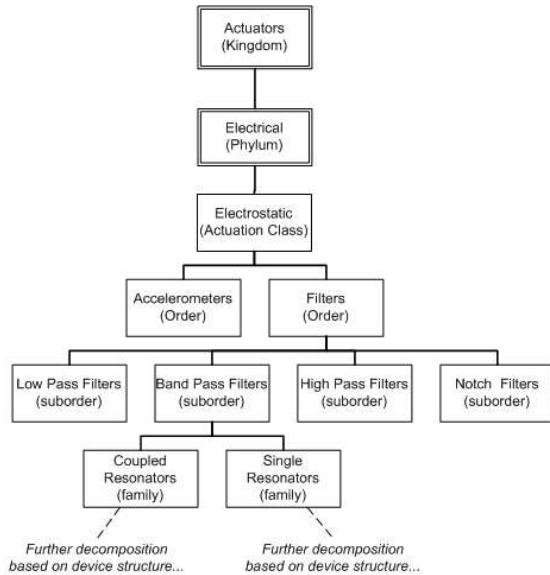 Actuators
(Kingdom)
Electrical
(Phylum)
Electrostatic
(Actuation Class)
Accelerometers
(Order)
Filters
(Order)
Low Pass Filters
(suborder)
Band Pass Filters
(suborder)
High Pass Filters
(suborder)
Notch Filters
(suborder)
Coupled
Resonators
(family)
Single
Resonators
(family)
Further decomposition
based on device structure...
Further decomposition
based on device structure...